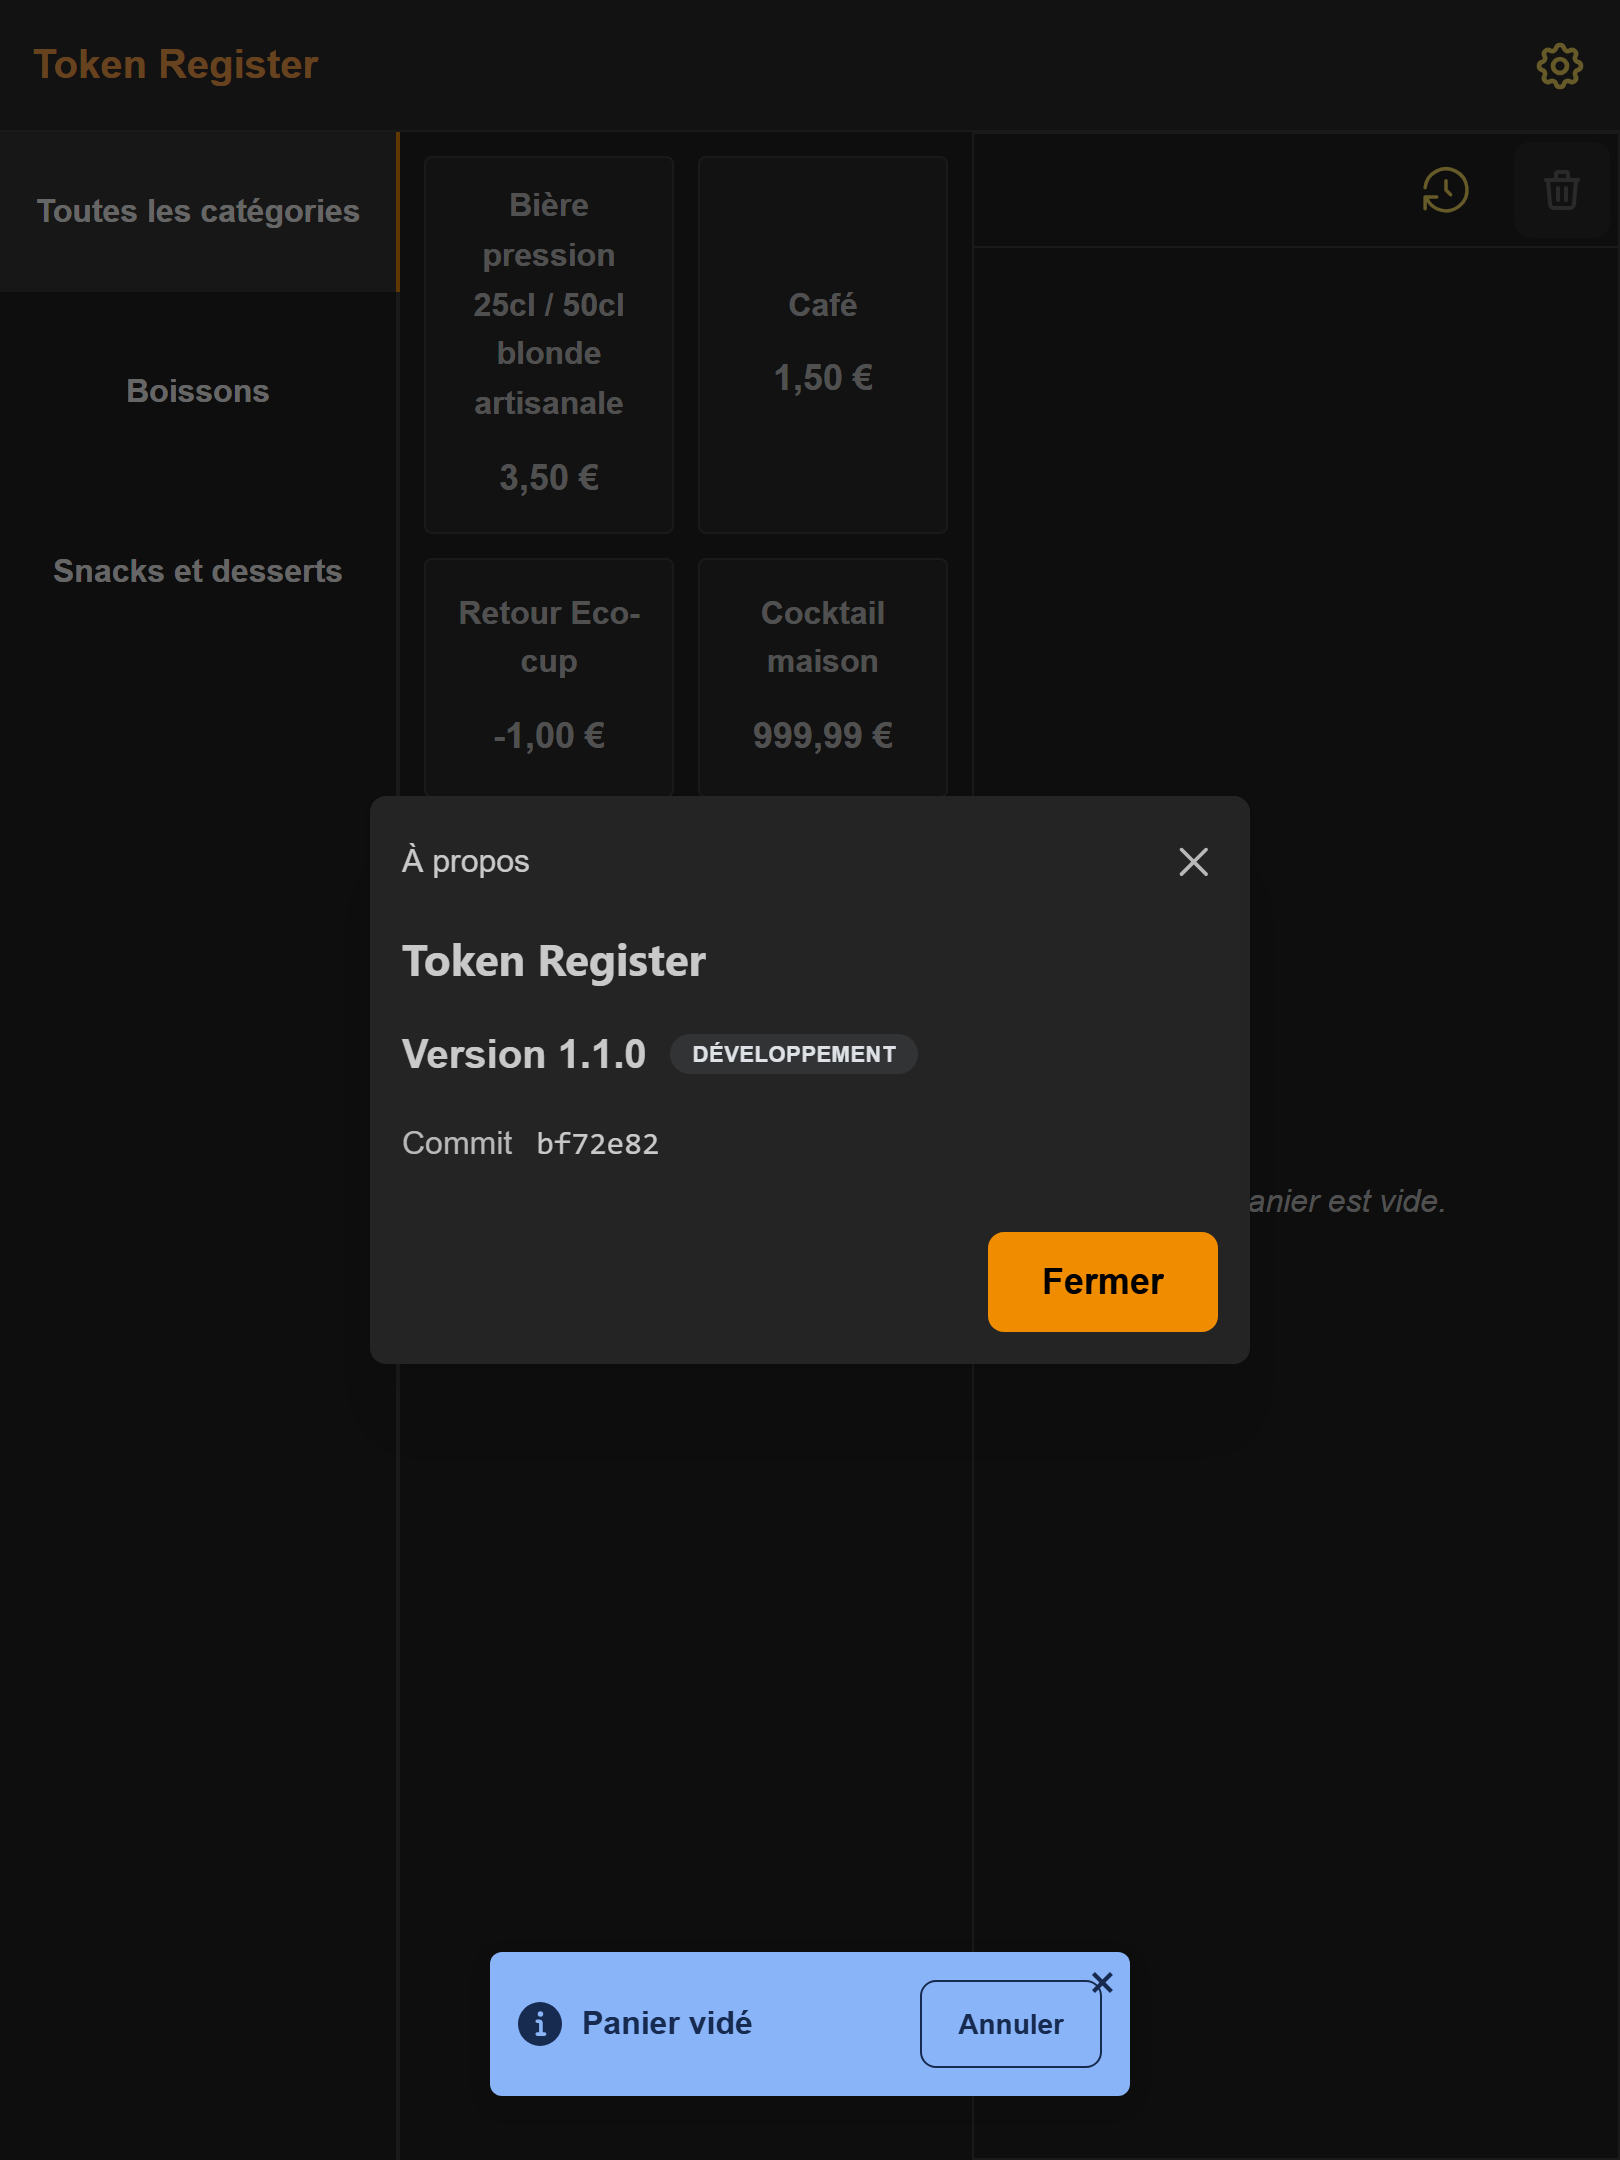 Token Register
Toutes les catégories
Boissons
Snacks et desserts
Bière
pression
25cl / 50cl
blonde
artisanale
3,50 €
Café
1,50 €
Retour Eco-
cup
-1,00 €
Cocktail
maison
999,99 €
À propos
Token Register
Version 1.1.0 DÉVELOPPEMENT
Commit bf72e82
anier est vide.
Fermer
Panier vidé
Annuler